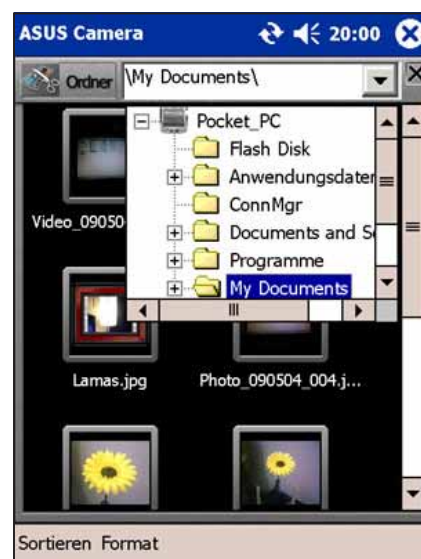 ASUS Camera 20:00
Ordner \My Documents\
Pocket_PC
Flash Disk
Anwendungsdater
ConnMgr
Documents and Se
Programme
My Documents
Video_09050
Lamas.jpg Photo_090504_004.j...
Sortieren Format